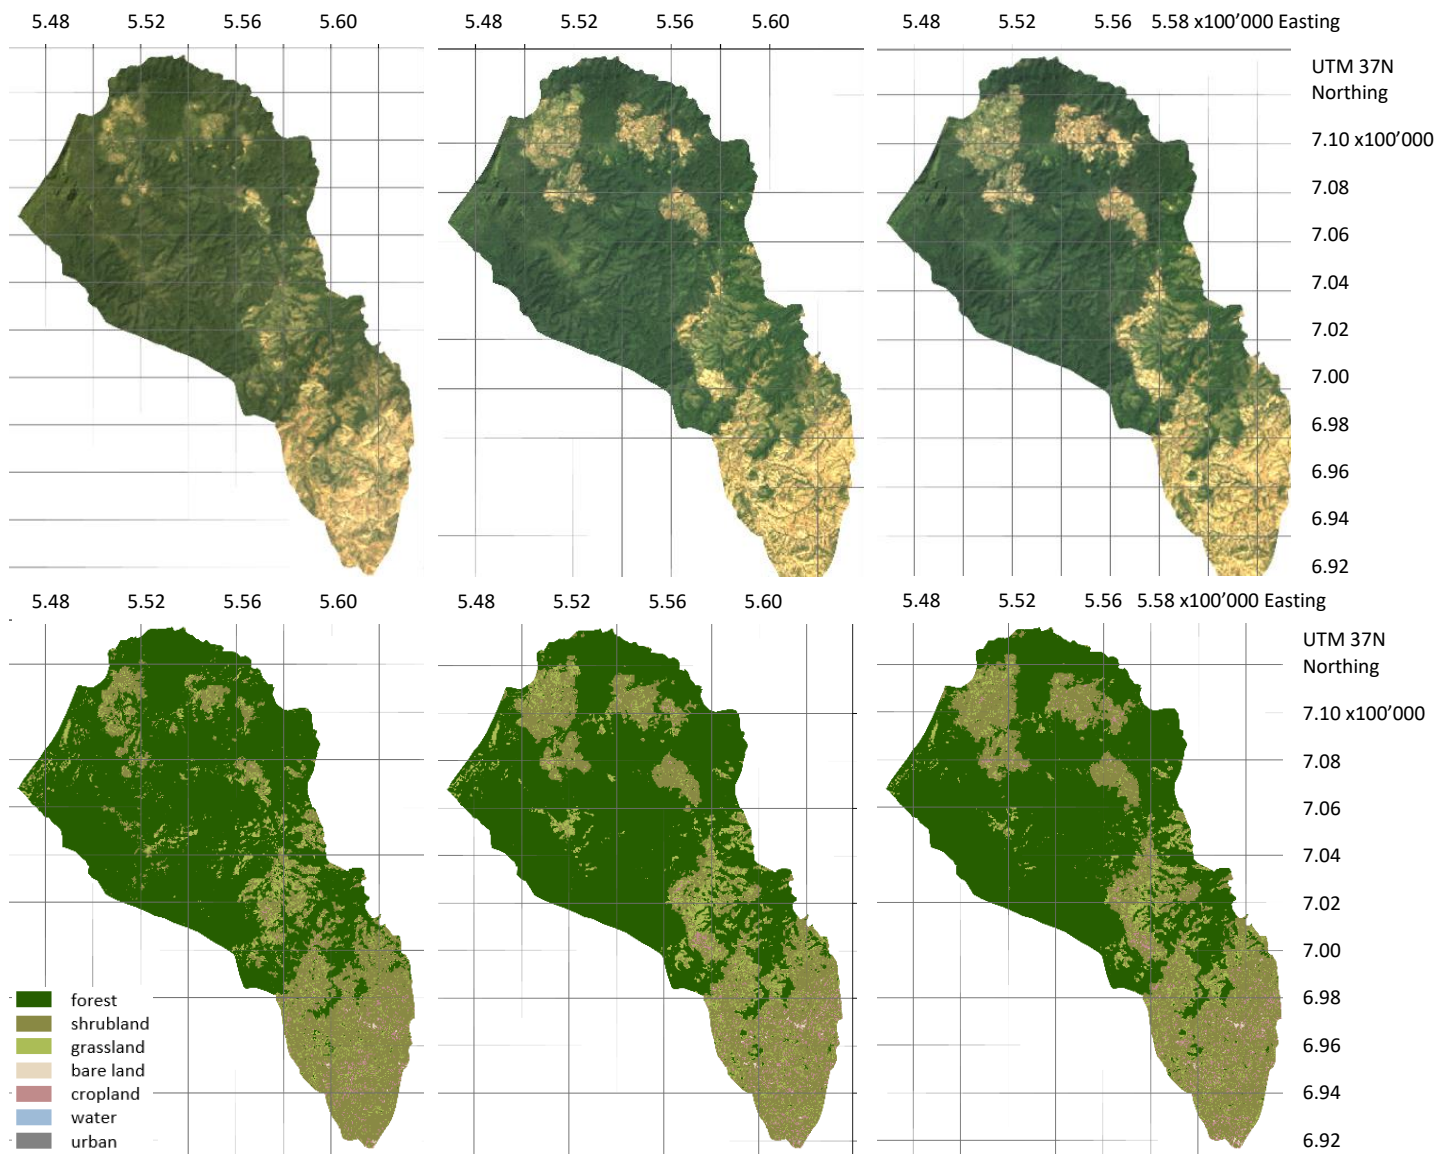 5.48 5.52 5.56 5.60 5.48 5.52 5.56 5.60 5.48 5.52 5.56 5.58 x100’000 Easting
UTM 37N
Northing
7.10 x100’000
7.08
7.06
7.04
7.02
7.00
6.98
6.96
6.94
6.92
5.48 5.52 5.56 5.60 5.48 5.52 5.56 5.60 5.48 5.52 5.56 5.58 x100’000 Easting
UTM 37N
Northing
7.10 x100’000
7.08
7.06
7.04
7.02
7.00
6.98
6.96
6.94
6.92
forest
shrubland
grassland
bare land
cropland
water
urban